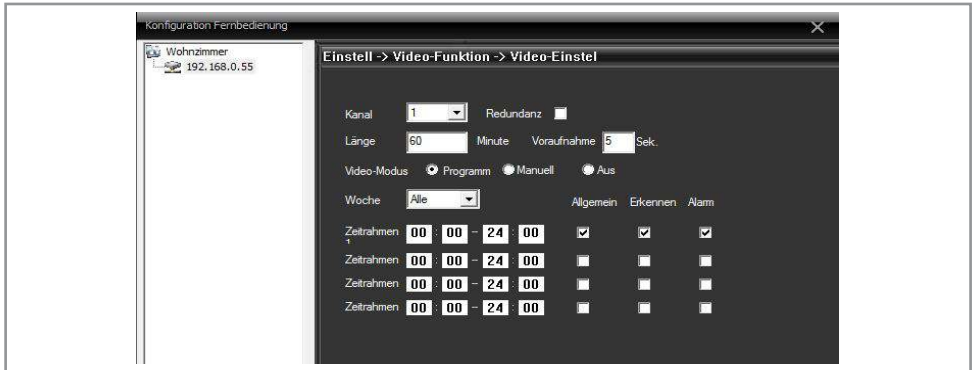 Konfiguration Fernbedienung
Wohnzimmer
192.168.0.55
Einstell -> Video-Funktion -> Video-Einstel
Kanal 1 Redundanz
Länge 60 Minute Voraufnahme 5 Sek.
Video-Modus Programm Manuell Aus
Woche Alle Allgemein Erkennen Alarm
Zeitrahmen 00 : 00 - 24 : 00
1
Zeitrahmen 00 : 00 - 24 : 00
Zeitrahmen 00 : 00 - 24 : 00
Zeitrahmen 00 : 00 - 24 : 00